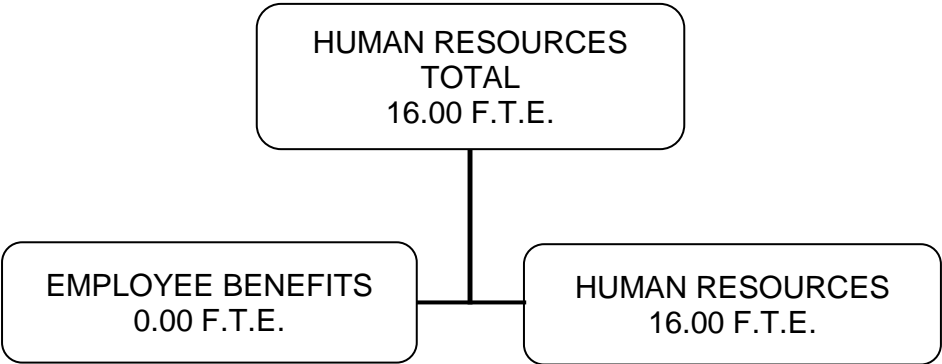 HUMAN RESOURCES
TOTAL
16.00 F.T.E.
EMPLOYEE BENEFITS
0.00 F.T.E.
HUMAN RESOURCES
16.00 F.T.E.